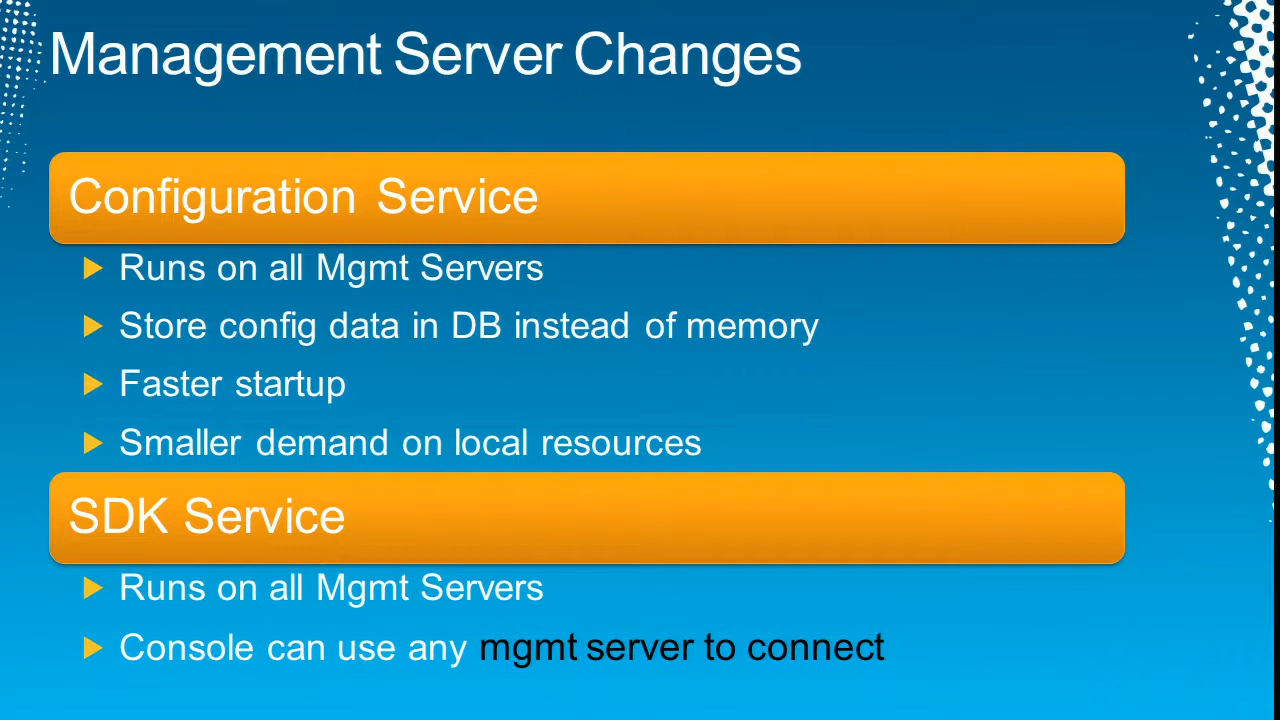 Management Server Changes
Configuration Service
Runs on all Mgmt Servers
Store config data in DB instead of memory
Faster startup
Smaller demand on local resources
SDK Service
Runs on all Mgmt Servers
Console can use any mgmt server to connect